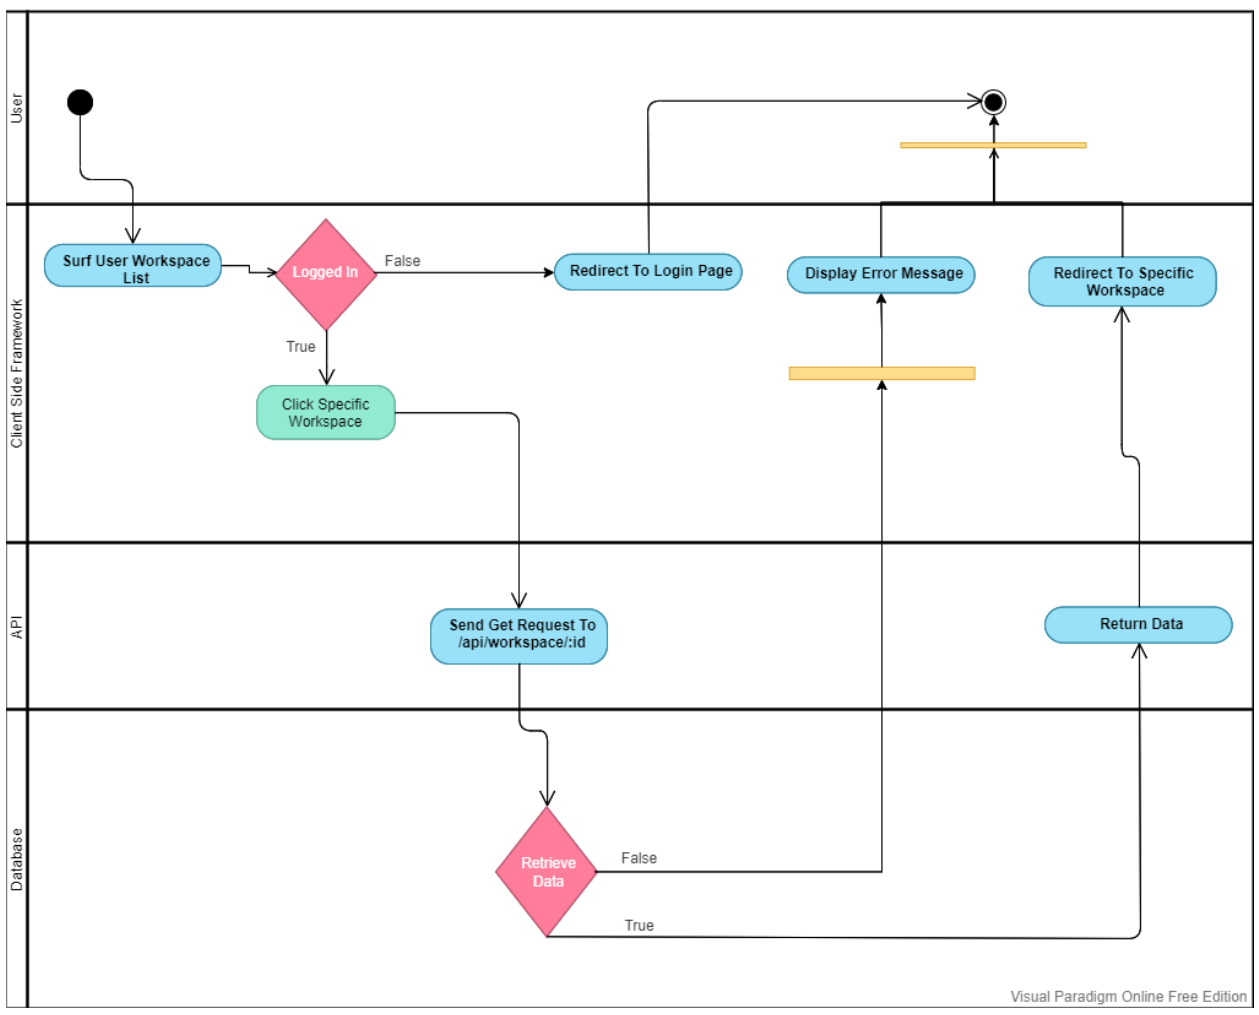 User
Client Side Framework
Surf User Workspace
List
Logged In
False
Redirect To Login Page
Display Error Message
Redirect To Specific
Workspace
True
Click Specific
Workspace
API
Send Get Request To
/api/workspace/:id
Return Data
Database
Retrieve
Data
False
True
Visual Paradigm Online Free Edition